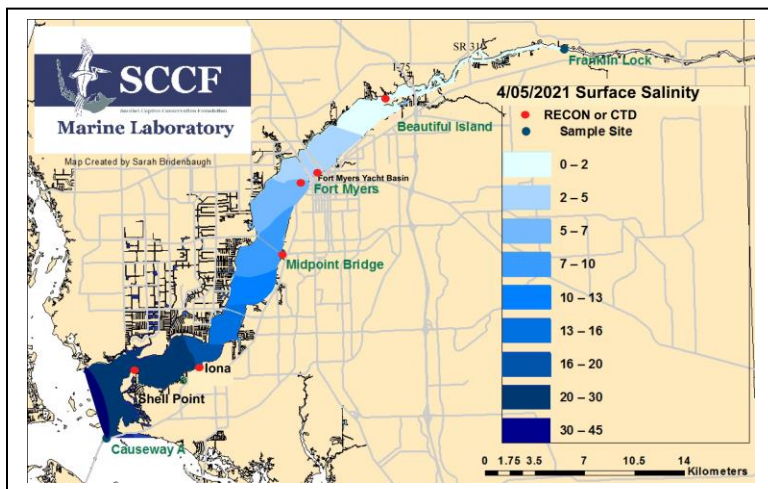 SCCF
Sanibel-Captiva Conservation Foundation
Marine Laboratory
Map Created by Sarah Bridenbaugh
I-75
SR 31
Franklin Lock
Beautiful Island
Fort Myers Yacht Basin
Fort Myers
Midpoint Bridge
Iona
Shell Point
Causeway A
4/05/2021 Surface Salinity
RECON or CTD
Sample Site
0 – 2
2 – 5
5 – 7
7 – 10
10 – 13
13 – 16
16 – 20
20 – 30
30 – 45
0 1.75 3.5 7 10.5 14
Kilometers